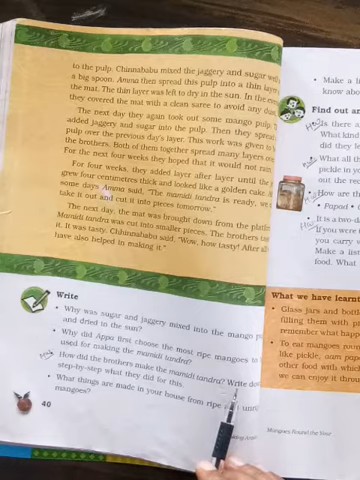 to the pulp. Chinnababu mixed the jaggery and sugar well
a big spoon. Amma then spread this pulp into a thin layer
the mat. The thin layer was left to dry in the sun. In the
they covered the mat with a clean saree to avoid any dust
The next day they again took out some mango pulp.
added jaggery and sugar into the pulp. Then they spread
pulp over the previous day's layer. This work was given to
the brothers. Both of them together spread many layers
For the next four weeks they hoped that it would not rain
For four weeks, they added layer after layer until the
grew four centimetres thick and looked like a golden cake.
some days Amma said, "The mamidi tandra is ready, we
take it out and cut it into pieces tomorrow."
The next day, the mat was brought down from the
Mamidi tandra was cut into smaller pieces. The brothers
it. It was tasty. Chinnababu said "Wow, how tasty! After all
have also helped in making it."
Write
• Why was sugar and jaggery mixed into the mango
and dried in the sun?
• Why did Appa first choose the most ripe mangoes to
used for making the mamidi tandra?
• How did the brothers make the mamidi tandra? Write
step-by-step what they did for this.
• What things are made in your house from ripe
mangoes?
40
• Make a
know abo
Find out an
Is there a
What kind
did they
What all
pickle in yo
out the rec
How are th
• Papad •
It is a two-d
If you were
you carry
Make a list
food. What
What we have learn
• Glass jars and bottl
filling them with
remember what hap
• To eat mangoes
like pickle, aam
other food with which
we can enjoy it through
Mangoes Round the Year